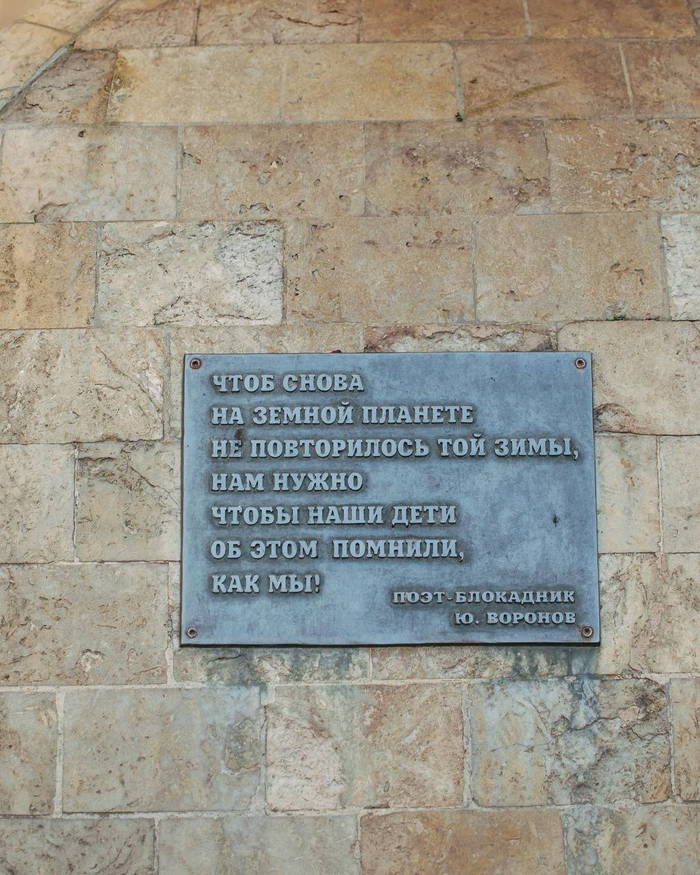 ЧТОБ СНОВА
НА ЗЕМНОЙ ПЛАНЕТЕ
НЕ ПОВТОРИЛОСЬ ТОЙ ЗИМЫ,
НАМ НУЖНО
ЧТОБЫ НАШИ ДЕТИ
ОБ ЭТОМ ПОМНИЛИ,
КАК МЫ!
ПОЭТ-БЛОКАДНИК
Ю. ВОРОНОВ